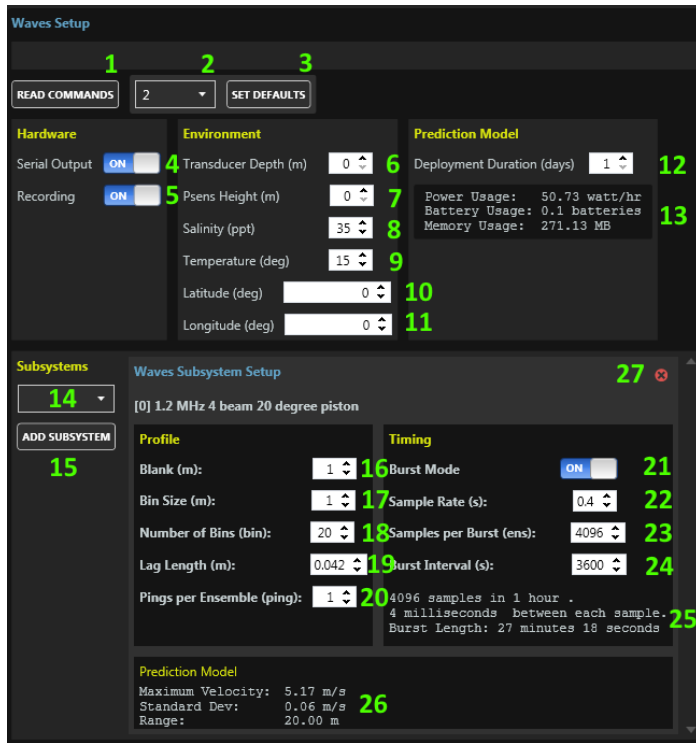 Waves Setup
1 2 3
READ COMMANDS 2 SET DEFAULTS
Hardware Environment Prediction Model
Serial Output ON 4 Transducer Depth (m) 0 6 Deployment Duration (days) 1 12
Recording ON 5 Psens Height (m) 0 7 Power Usage: 50.73 watt/hr
Battery Usage: 0.1 batteries 13
Salinity (ppt) 35 8 Memory Usage: 271.13 MB
Temperature (deg) 15 9
Latitude (deg) 0 10
Longitude (deg) 0 11
Subsystems Waves Subsystem Setup 27
14 [0] 1.2 MHz 4 beam 20 degree piston
ADD SUBSYSTEM Profile Timing
15 Blank (m): 1 16 Burst Mode ON 21
Bin Size (m): 1 17 Sample Rate (s): 0.4 22
Number of Bins (bin): 20 18 Samples per Burst (ens): 4096 23
Lag Length (m): 0.042 19 Burst Interval (s): 3600 24
Pings per Ensemble (ping): 1 20 4096 samples in 1 hour .
4 milliseconds between each sample. 25
Burst Length: 27 minutes 18 seconds
Prediction Model
Maximum Velocity: 5.17 m/s
Standard Dev: 0.06 m/s 26
Range: 20.00 m